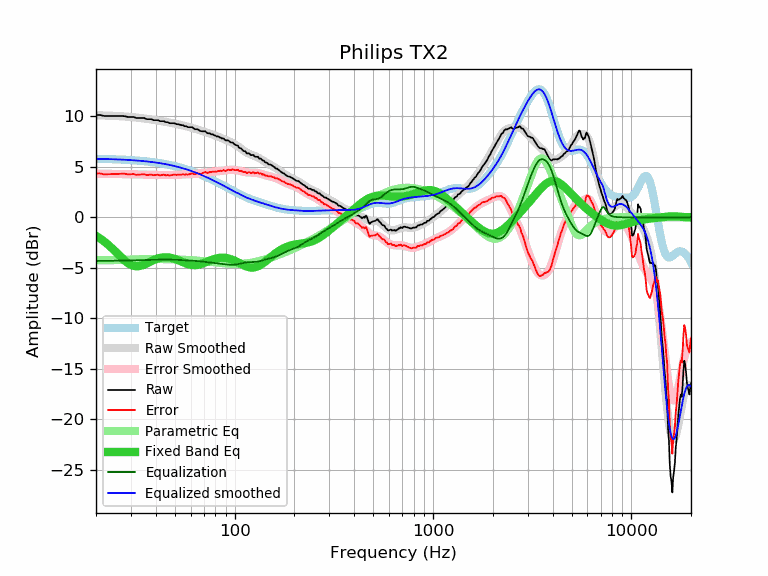 Philips TX2
Amplitude (dBr)
10
5
0
−5
−10
−15
−20
−25
Target
Raw Smoothed
Error Smoothed
Raw
Error
Parametric Eq
Fixed Band Eq
Equalization
Equalized smoothed
100
1000
10000
Frequency (Hz)